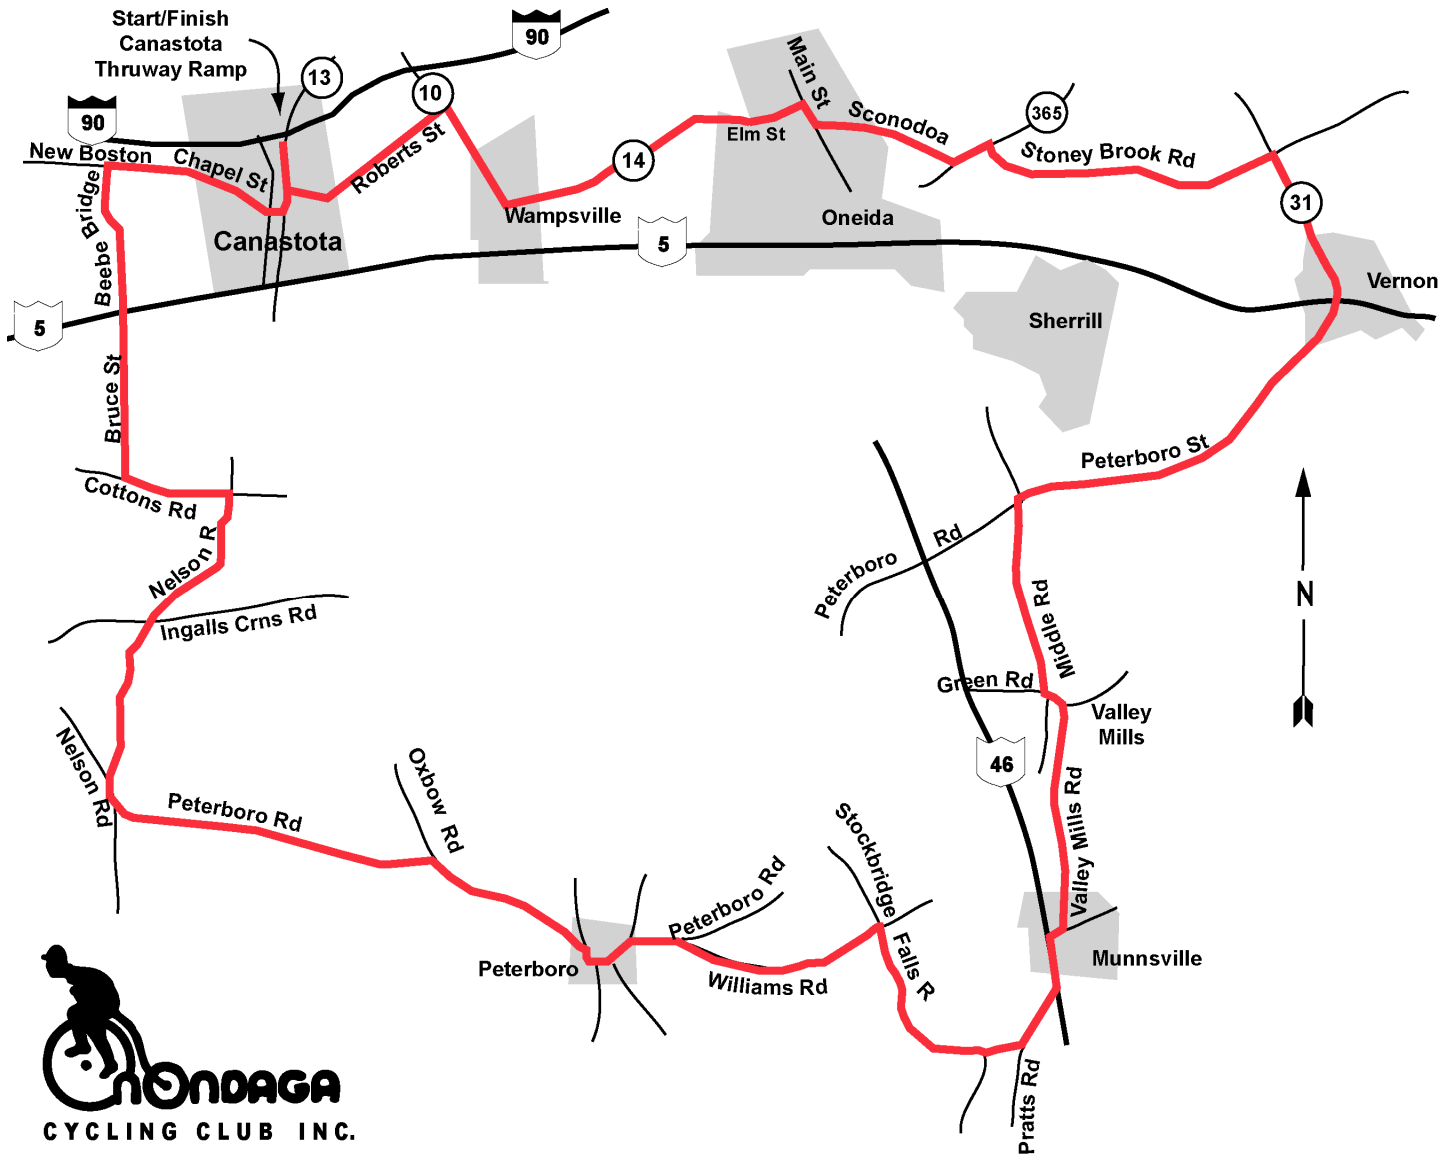 Start/Finish
Canastota
Thruway Ramp
90
13
10
90
New Boston
Chapel St
Roberts St
Beebe Bridge
Canastota
Wampsville
14
Main St
Elm St
Sconodoa
365
Stoney Brook Rd
31
Oneida
5
Vernon
Sherrill
5
Bruce St
Cottons Rd
Nelson R
Ingalls Crns Rd
Peterboro St
Peterboro Rd
Middle Rd
Green Rd
Valley
Mills
46
N
Nelson Rd
Peterboro Rd
Oxbow Rd
Stockbridge Falls R
Valley Mills Rd
Peterboro Rd
Peterboro
Williams Rd
Munnsville
Pratts Rd
OnONDAGA
CYCLING CLUB INC.